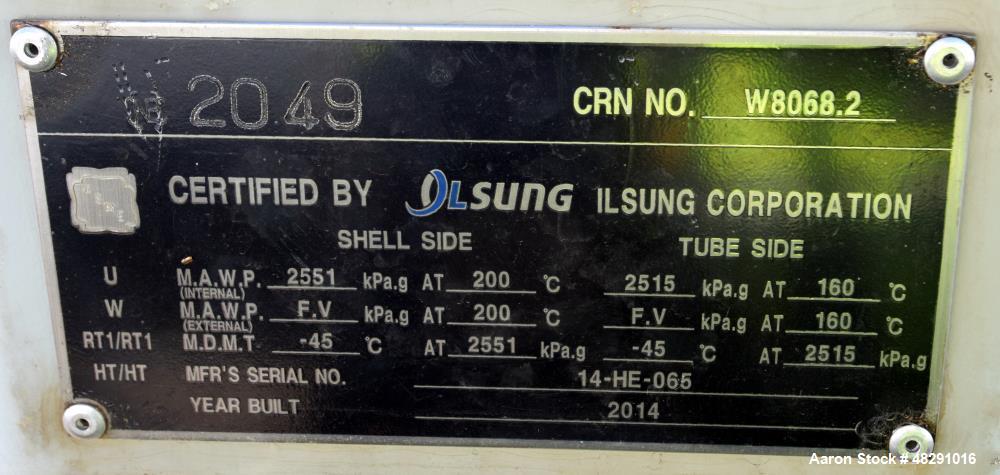 NB 2049 CRN NO. W8068.2
CERTIFIED BY ILSUNG ILSUNG CORPORATION
SHELL SIDE TUBE SIDE
U M.A.W.P. (INTERNAL) 2551 kPa.g AT 200 °C 2515 kPa.g AT 160 °C
W M.A.W.P. (EXTERNAL) F.V kPa.g AT 200 °C F.V kPa.g AT 160 °C
RT1/RT1 M.D.M.T -45 °C AT 2551 kPa.g -45 °C AT 2515 kPa.g
HT/HT MFR'S SERIAL NO. 14-HE-065
YEAR BUILT 2014
Aaron Stock # 48291016